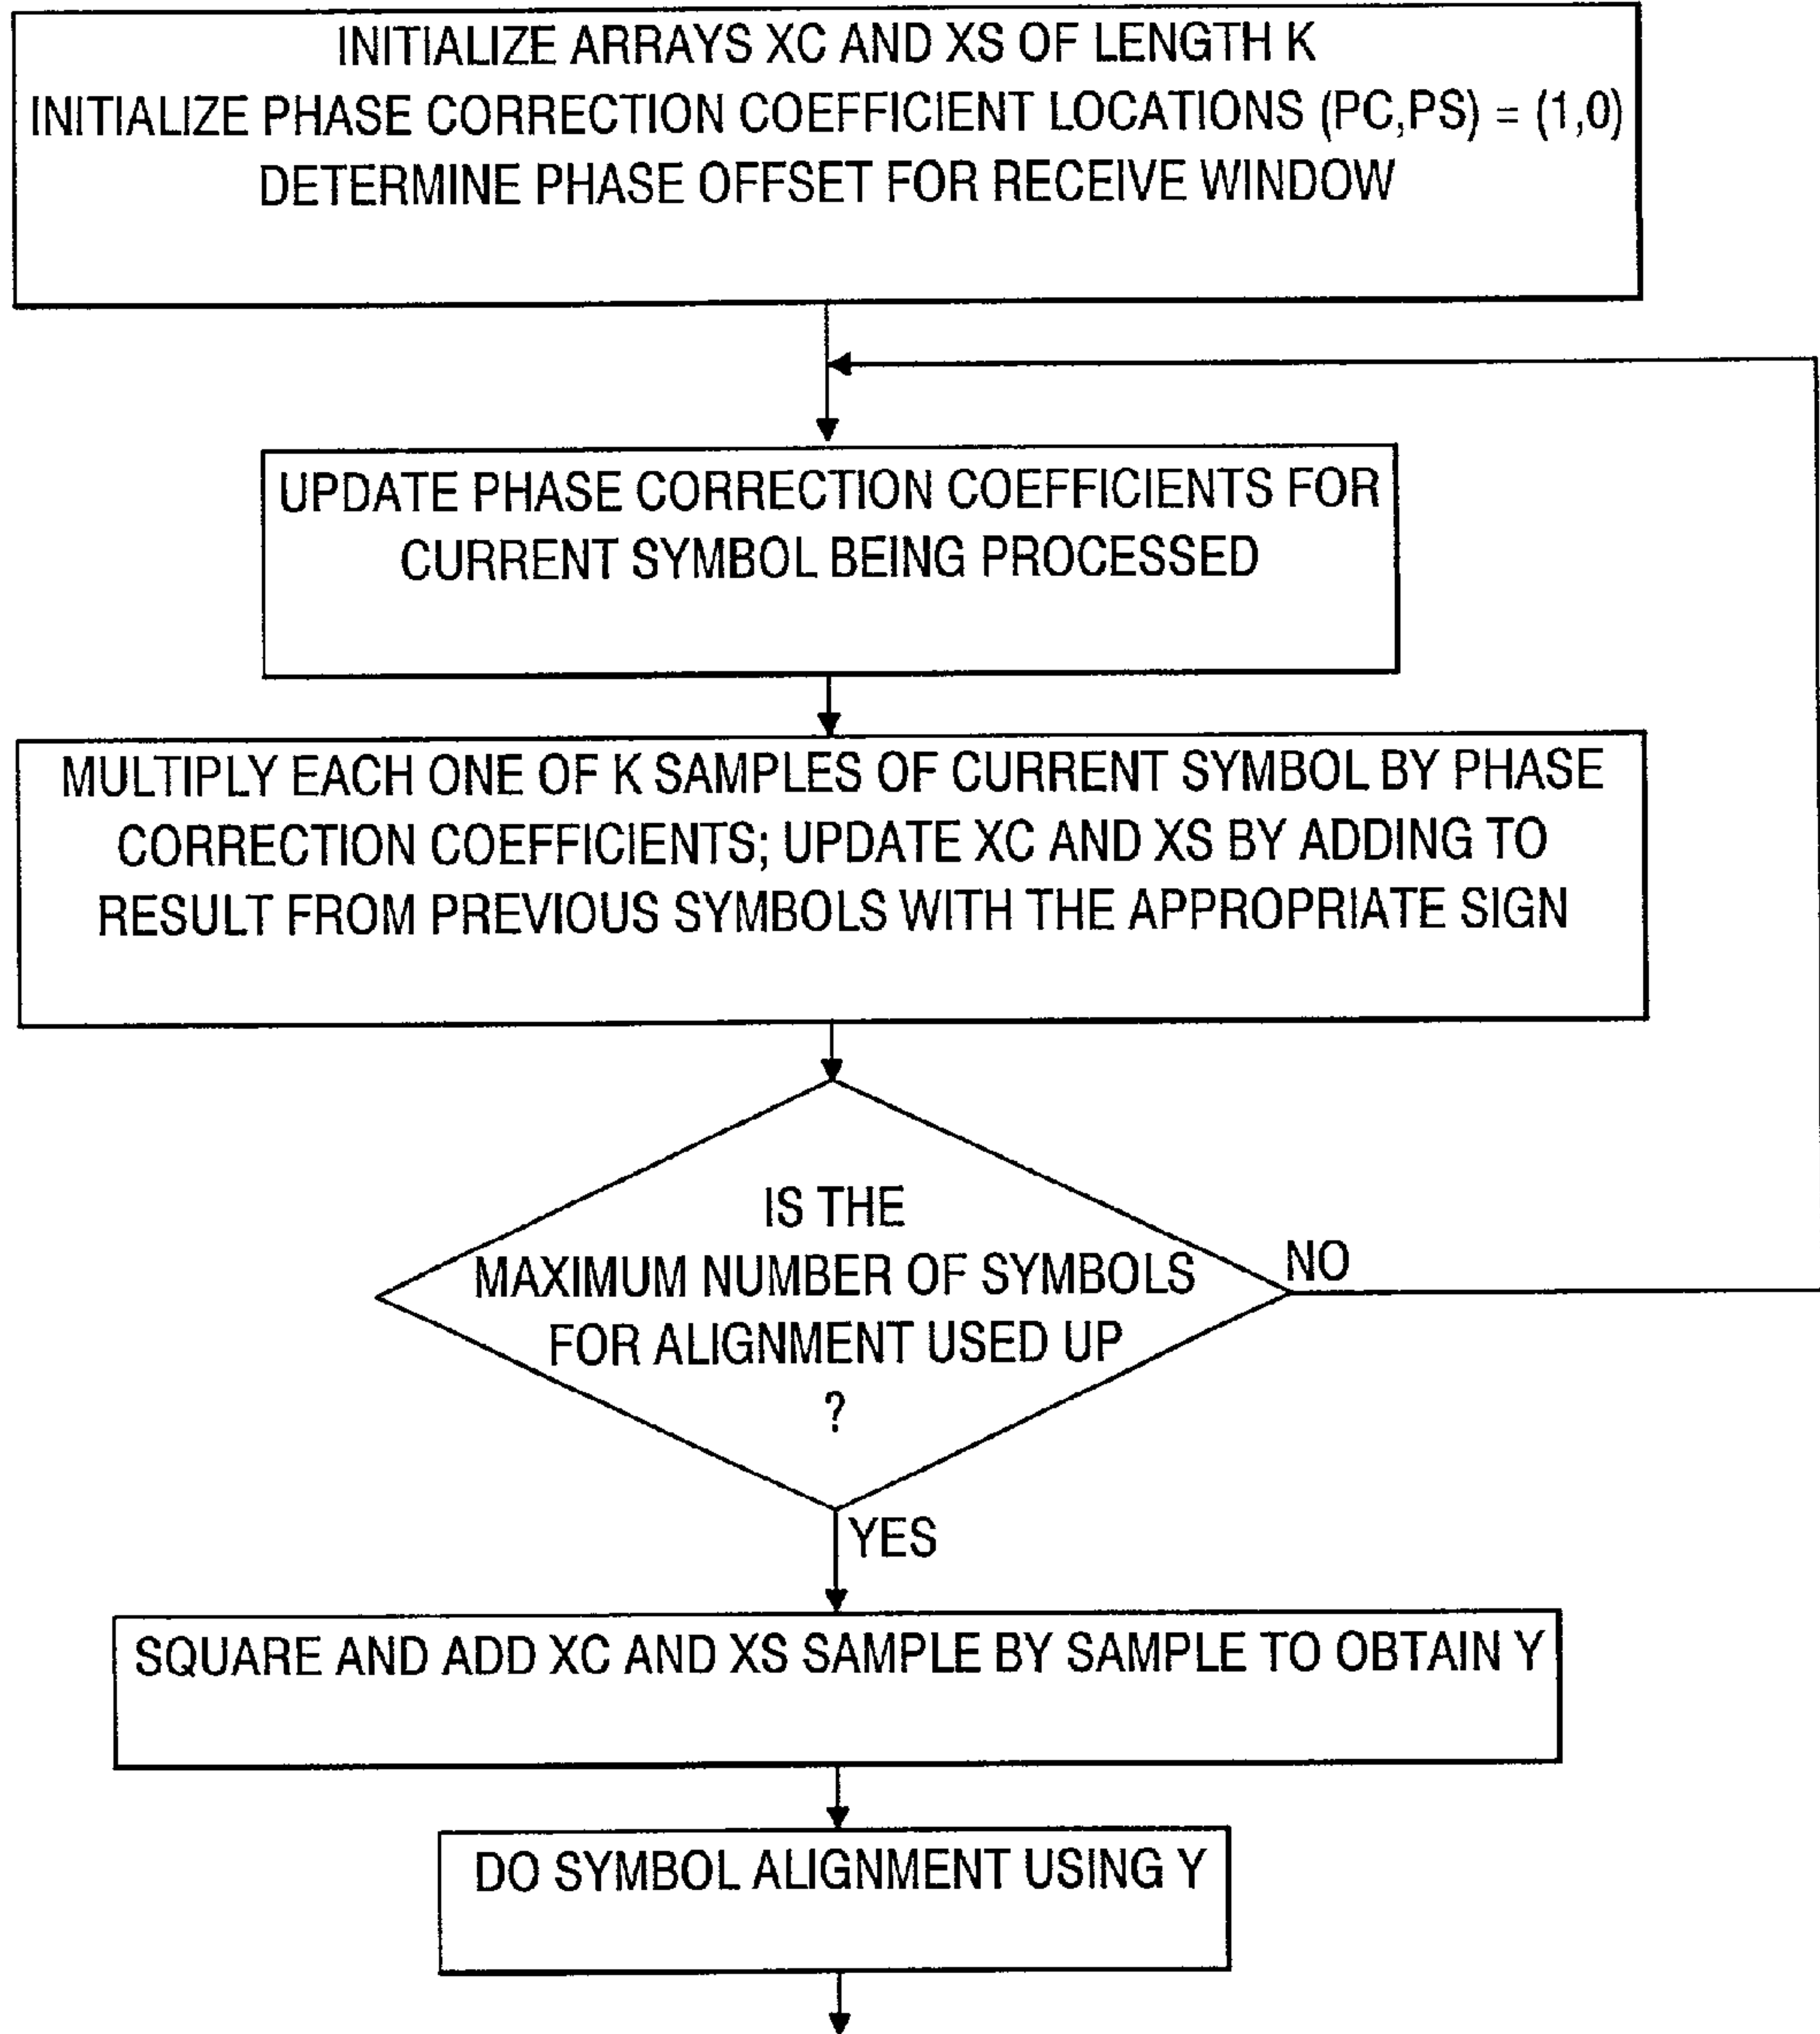 INITIALIZE ARRAYS XC AND XS OF LENGTH K
INITIALIZE PHASE CORRECTION COEFFICIENT LOCATIONS (PC,PS) = (1,0)
DETERMINE PHASE OFFSET FOR RECEIVE WINDOW
UPDATE PHASE CORRECTION COEFFICIENTS FOR
CURRENT SYMBOL BEING PROCESSED
MULTIPLY EACH ONE OF K SAMPLES OF CURRENT SYMBOL BY PHASE
CORRECTION COEFFICIENTS; UPDATE XC AND XS BY ADDING TO
RESULT FROM PREVIOUS SYMBOLS WITH THE APPROPRIATE SIGN
IS THE
MAXIMUM NUMBER OF SYMBOLS
FOR ALIGNMENT USED UP
?
NO
YES
SQUARE AND ADD XC AND XS SAMPLE BY SAMPLE TO OBTAIN Y
DO SYMBOL ALIGNMENT USING Y